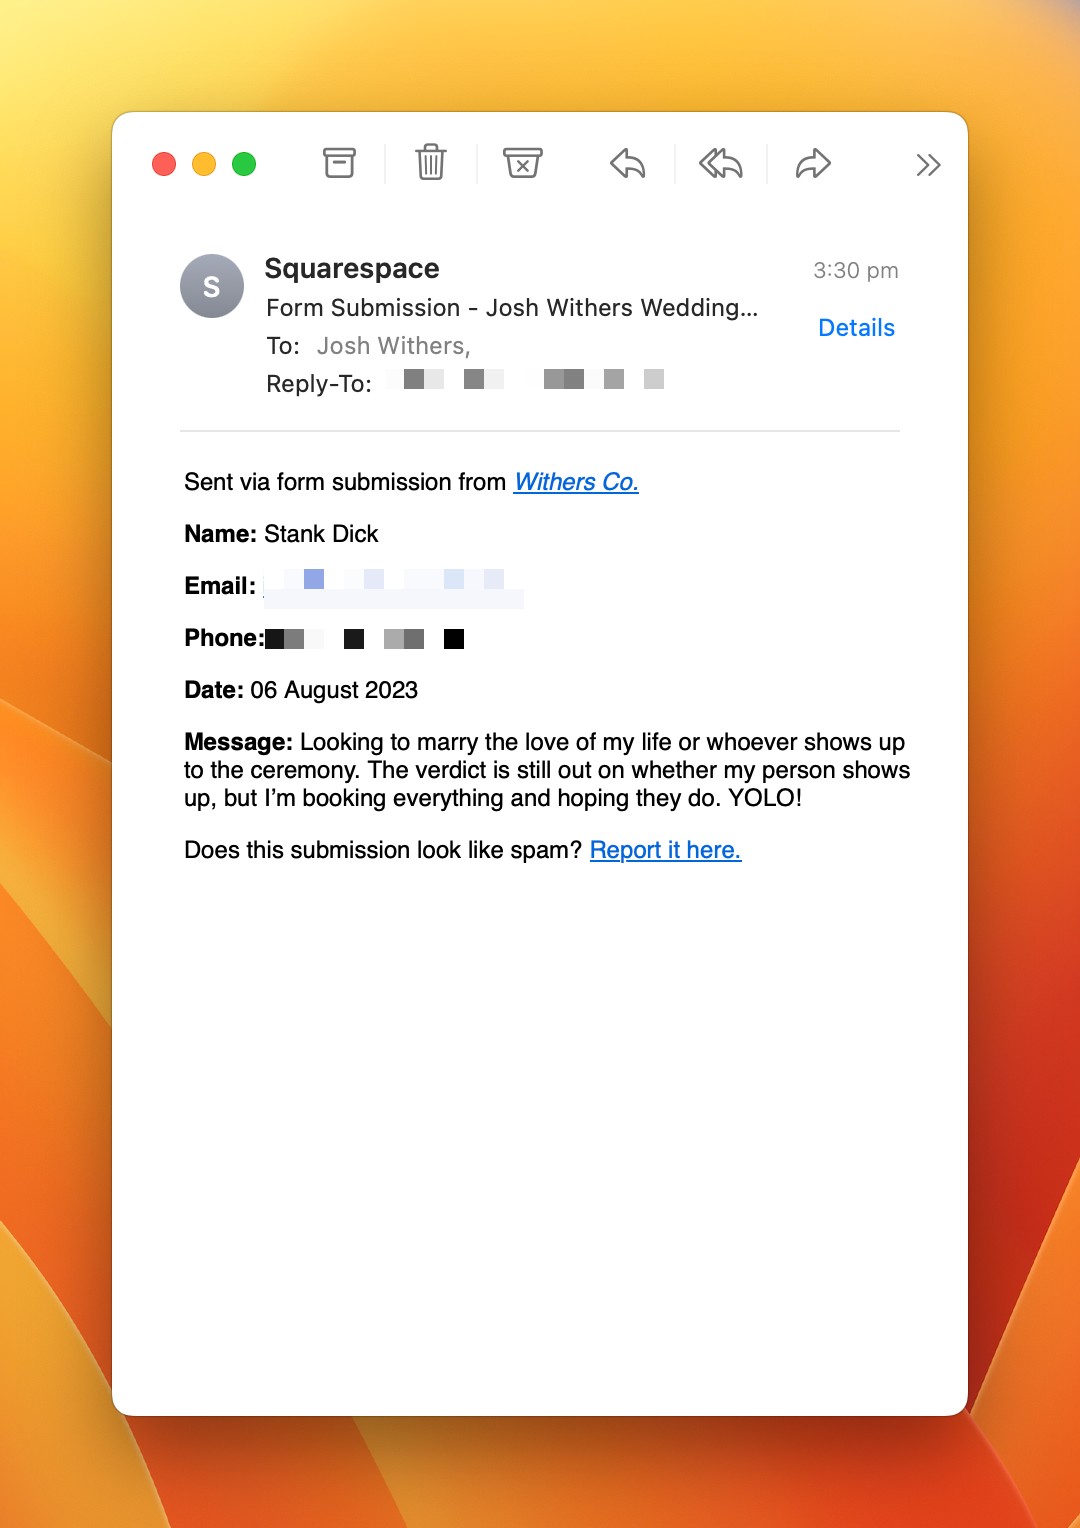 S
Squarespace
3:30 pm
Form Submission - Josh Withers Wedding...
Details
To: Josh Withers,
Reply-To:
Sent via form submission from Withers Co.
Name: Stank Dick
Email:
Phone:
Date: 06 August 2023
Message: Looking to marry the love of my life or whoever shows up
to the ceremony. The verdict is still out on whether my person shows
up, but I’m booking everything and hoping they do. YOLO!
Does this submission look like spam? Report it here.